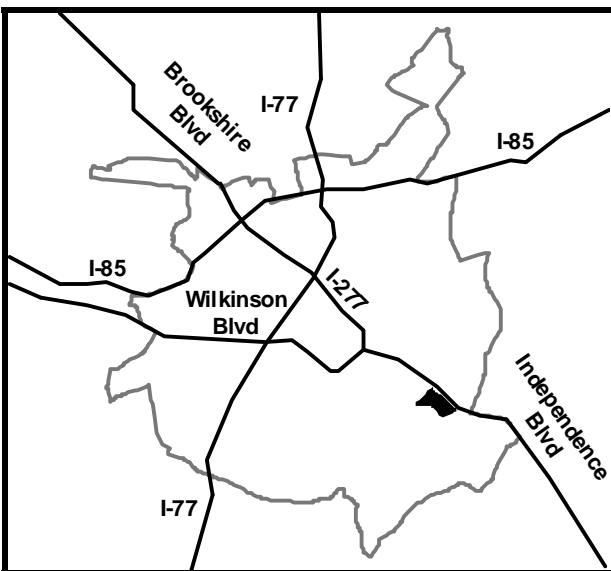 Brookshire
Blvd
I-77
I-85
I-85
Wilkinson
Blvd
I-277
Independence
Blvd
I-77